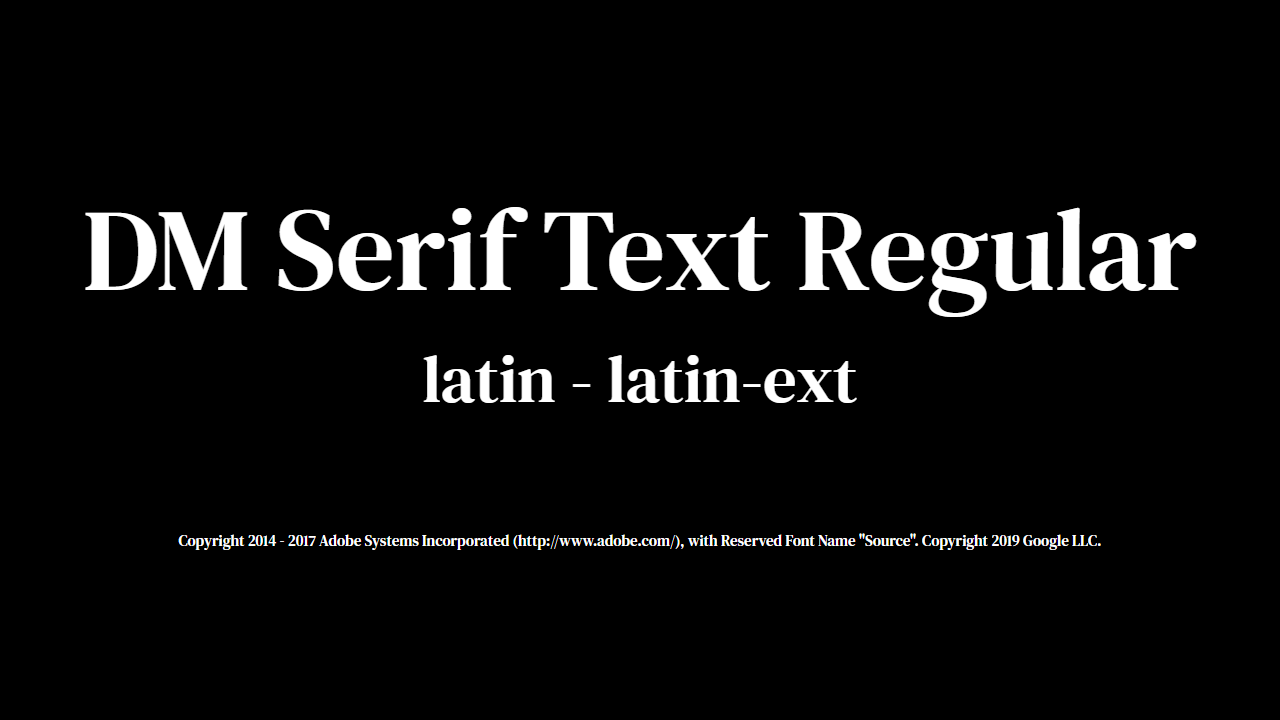 DM Serif Text Regular
latin - latin-ext
Copyright 2014 - 2017 Adobe Systems Incorporated (http://www.adobe.com/), with Reserved Font Name "Source". Copyright 2019 Google LLC.